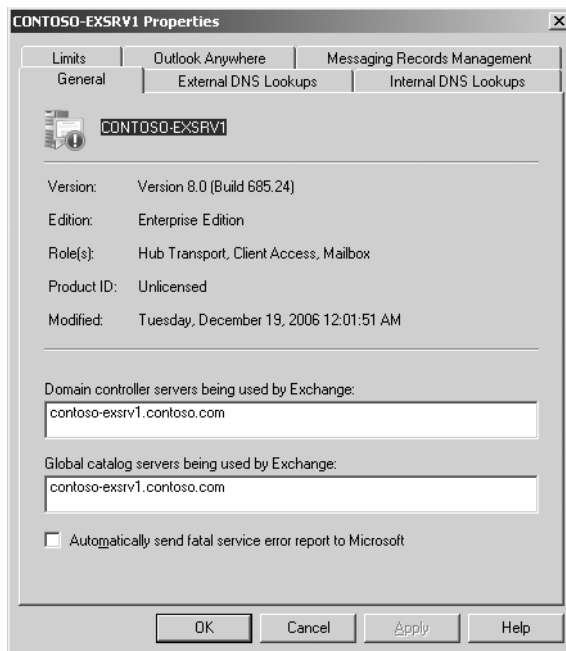 CONTOSO-EXSRV1 Properties
Limits Outlook Anywhere Messaging Records Management
General External DNS Lookups Internal DNS Lookups
CONTOSO-EXSRV1
Version: Version 8.0 (Build 685.24)
Edition: Enterprise Edition
Role(s): Hub Transport, Client Access, Mailbox
Product ID: Unlicensed
Modified: Tuesday, December 19, 2006 12:01:51 AM
Domain controller servers being used by Exchange:
contoso-exsrv1.contoso.com
Global catalog servers being used by Exchange:
contoso-exsrv1.contoso.com
Automatically send fatal service error report to Microsoft
OK Cancel Apply Help